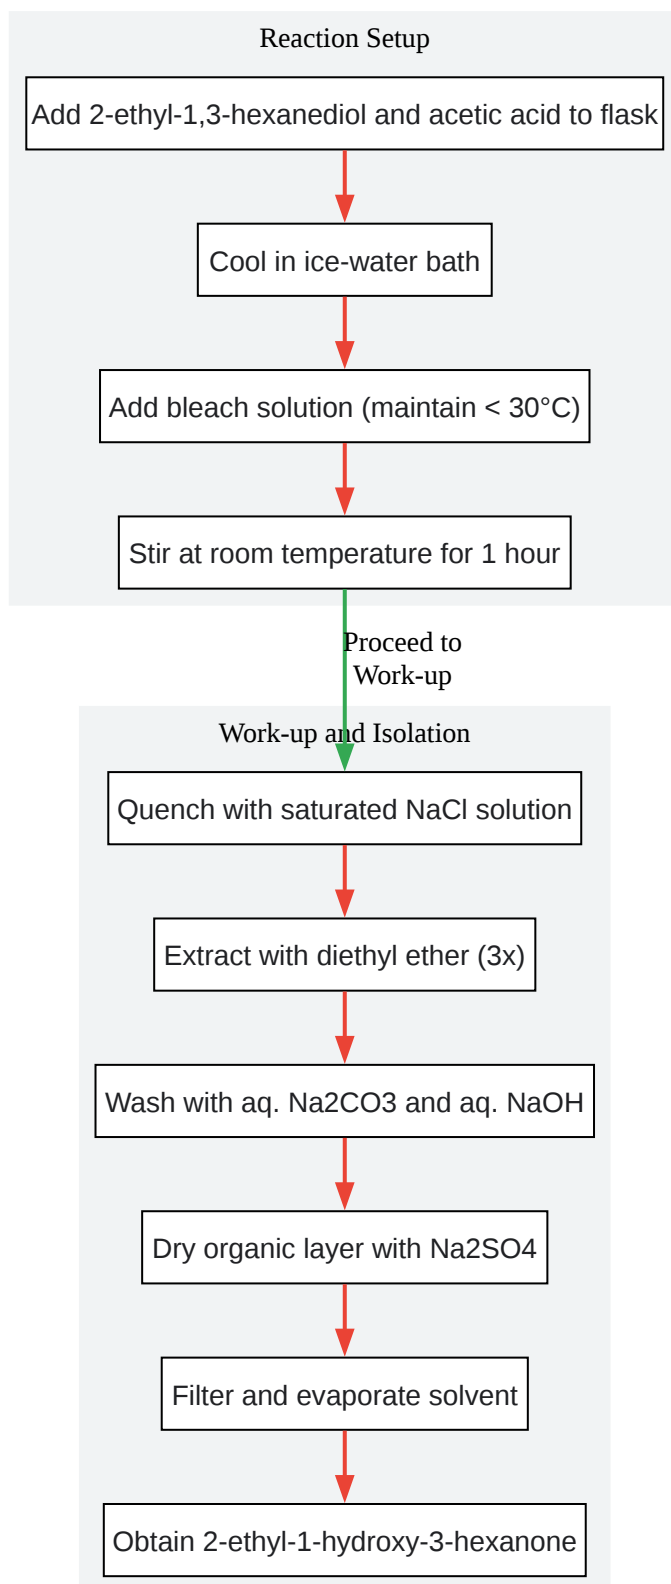 Reaction Setup
Add 2-ethyl-1,3-hexanediol and acetic acid to flask
Cool in ice-water bath
Add bleach solution (maintain < 30°C)
Stir at room temperature for 1 hour
Proceed to
Work-up
Work-up and Isolation
Quench with saturated NaCl solution
Extract with diethyl ether (3x)
Wash with aq. Na2CO3 and aq. NaOH
Dry organic layer with Na2SO4
Filter and evaporate solvent
Obtain 2-ethyl-1-hydroxy-3-hexanone